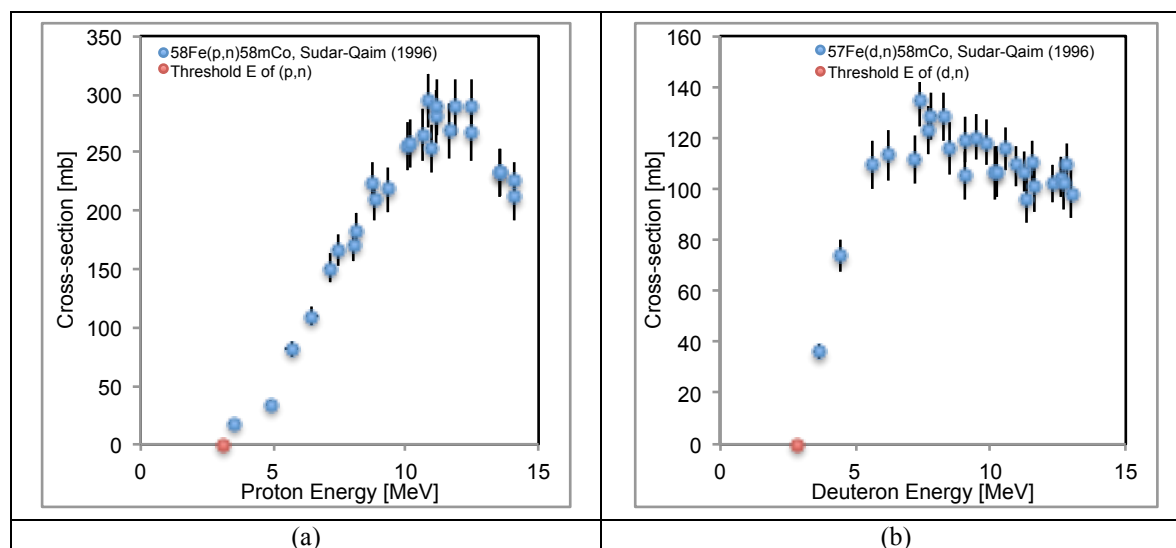 350
300
250
200
150
100
50
0
Cross-section [mb]
58Fe(p,n)58mCo, Sudar-Qaim (1996)
Threshold E of (p,n)
0 5 10 15
Proton Energy [MeV]
(a)
160
140
120
100
80
60
40
20
0
Cross-section [mb]
57Fe(d,n)58mCo, Sudar-Qaim (1996)
Threshold E of (d,n)
0 5 10 15
Deuteron Energy [MeV]
(b)